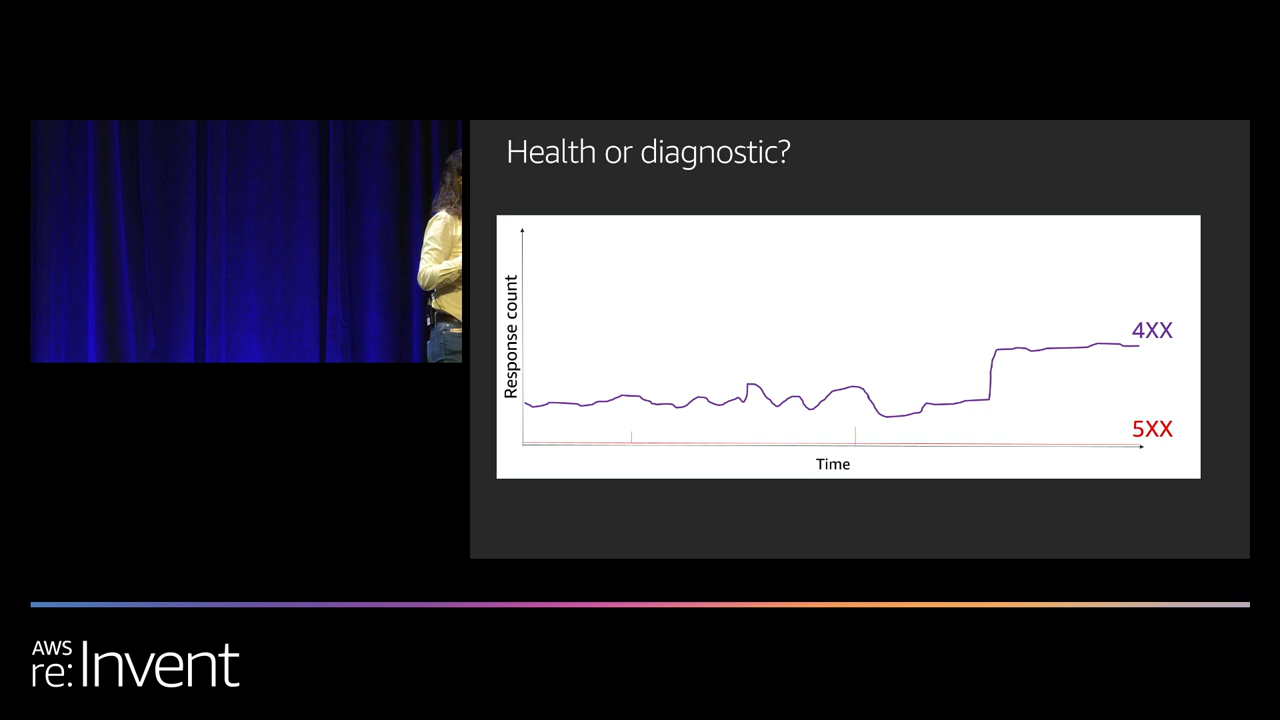 Health or diagnostic?
Response count
4XX
5XX
Time
AWS
re:Invent